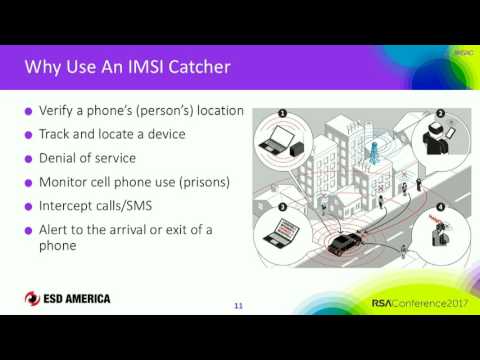 #RSAC
Why Use An IMSI Catcher
Verify a phone's (person's) location
Track and locate a device
Denial of service
Monitor cell phone use (prisons)
Intercept calls/SMS
Alert to the arrival or exit of a
phone
1
2
3
4
ESD AMERICA
11
RSAConference2017